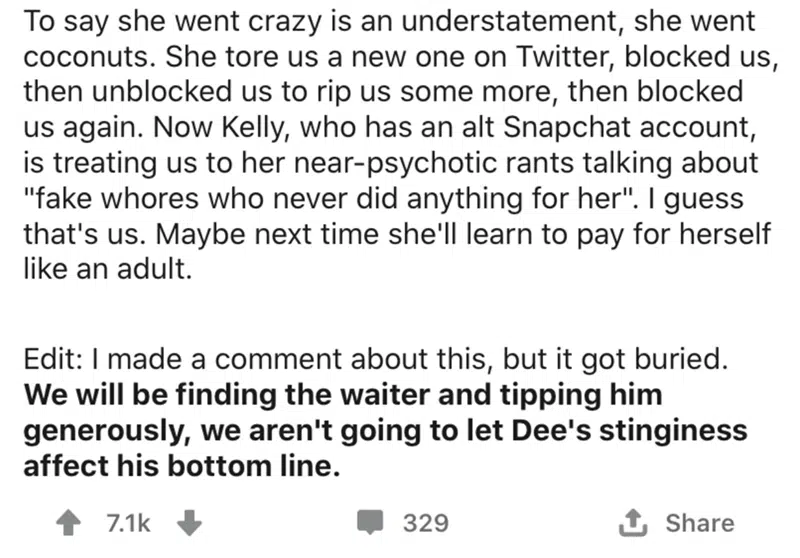 To say she went crazy is an understatement, she went
coconuts. She tore us a new one on Twitter, blocked us,
then unblocked us to rip us some more, then blocked
us again. Now Kelly, who has an alt Snapchat account,
is treating us to her near-psychotic rants talking about
"fake whores who never did anything for her". I guess
that's us. Maybe next time she'll learn to pay for herself
like an adult.
Edit: I made a comment about this, but it got buried.
We will be finding the waiter and tipping him
generously, we aren't going to let Dee's stinginess
affect his bottom line.
7.1k 329 Share